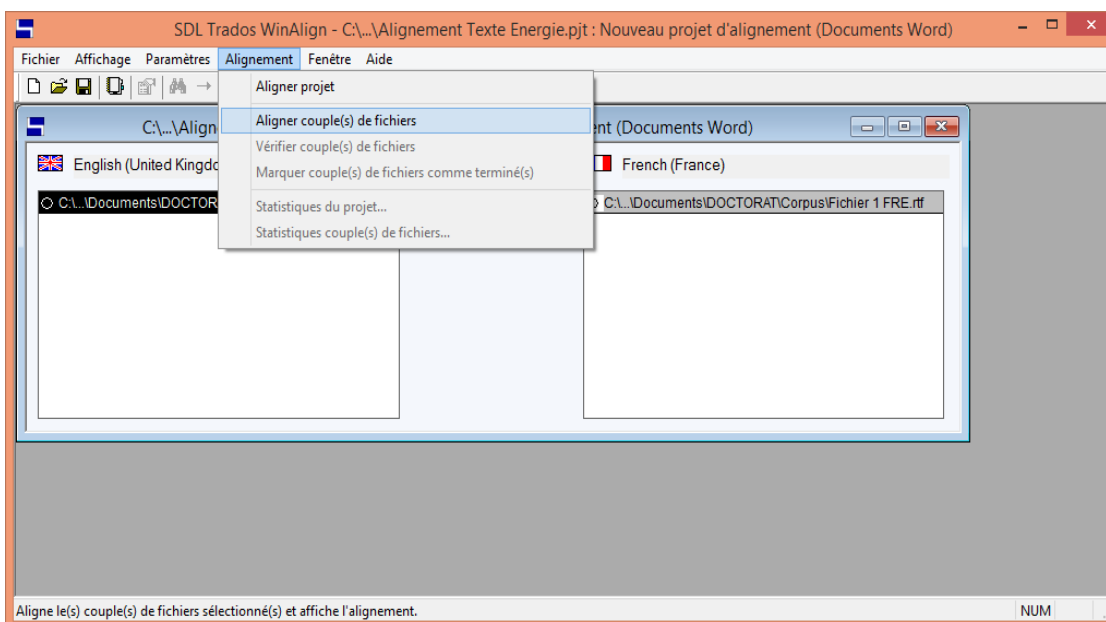 SDL Trados WinAlign - C:\...\Alignement Texte Energie.pjt : Nouveau projet d'alignement (Documents Word)
Fichier Affichage Paramètres Alignement Fenêtre Aide
Aligner projet
Aligner couple(s) de fichiers
Vérifier couple(s) de fichiers
Marquer couple(s) de fichiers comme terminé(s)
Statistiques du projet...
Statistiques couple(s) de fichiers...
C:\...\Align
(Documents Word)
English (United
French (France)
C:\...\Documents\DOCTOR
C:\...\Documents\DOCTORAT\Corpus\Fichier 1 FRE.rtf
Aligne le(s) couple(s) de fichiers sélectionné(s) et affiche l'alignement.
NUM